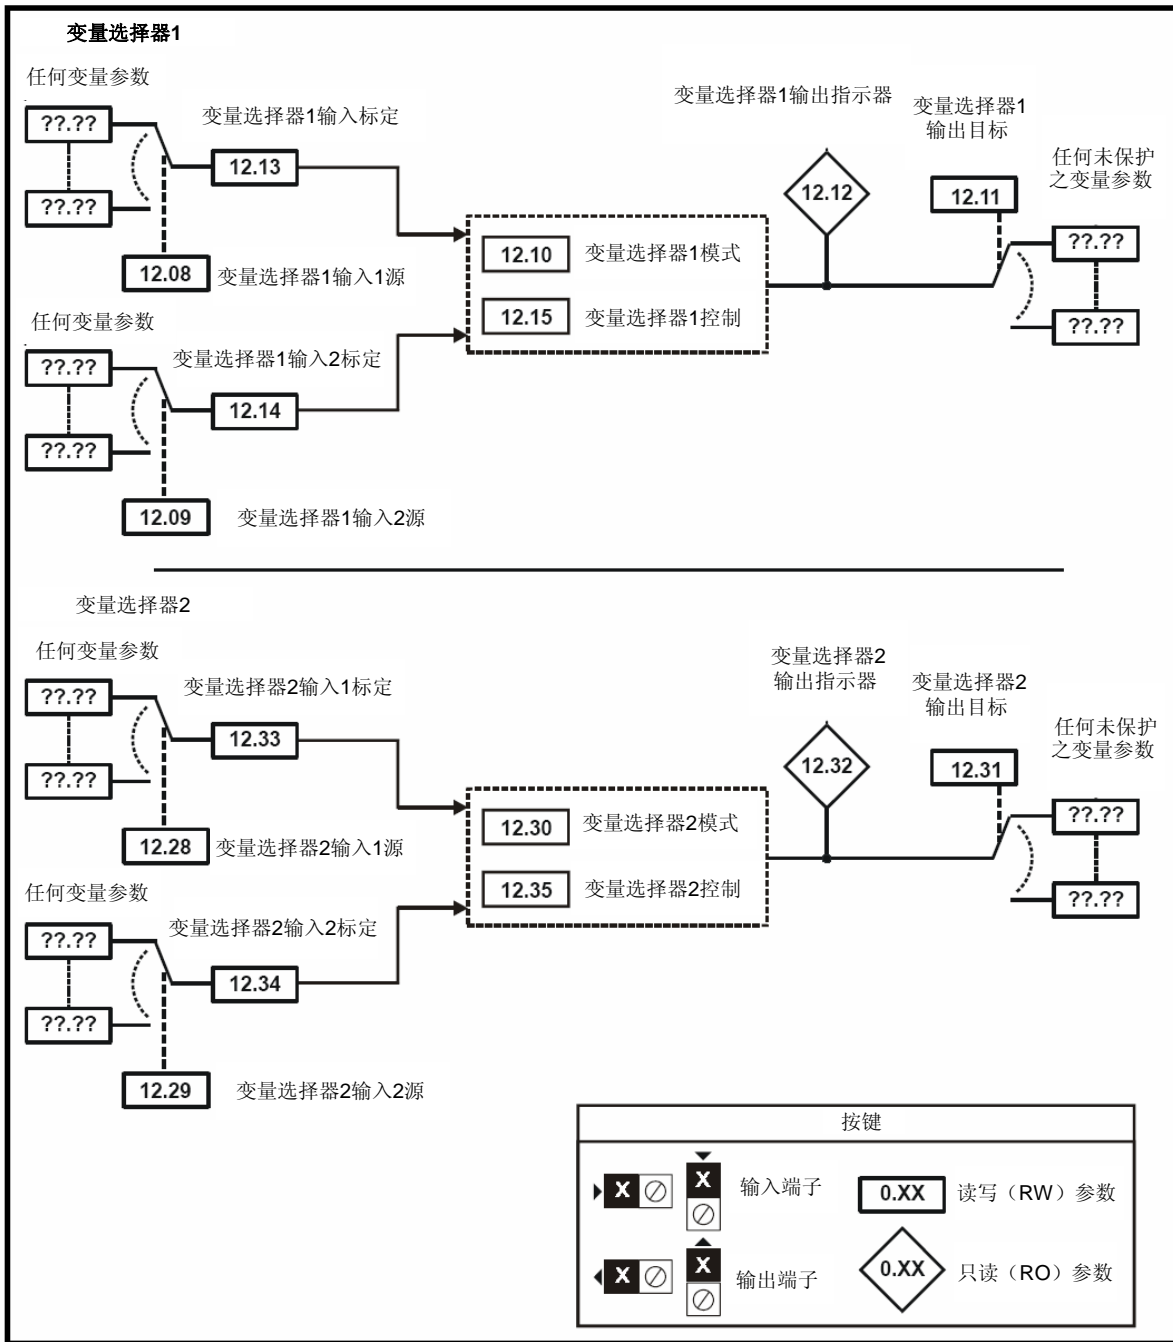 变量选择器1
任何变量参数
??.??
??.??
变量选择器1输入标定
12.13
12.08
变量选择器1输入1源
任何变量参数
??.??
??.??
变量选择器1输入2标定
12.14
12.09
变量选择器1输入2源
12.10
变量选择器1模式
12.15
变量选择器1控制
变量选择器1输出指示器
12.12
变量选择器1
输出目标
12.11
任何未保护
之变量参数
??.??
??.??
变量选择器2
任何变量参数
??.??
??.??
变量选择器2输入1标定
12.33
12.28
变量选择器2输入1源
任何变量参数
??.??
??.??
变量选择器2输入2标定
12.34
12.29
变量选择器2输入2源
12.30
变量选择器2模式
12.35
变量选择器2控制
变量选择器2
输出指示器
12.32
变量选择器2
输出目标
12.31
任何未保护
之变量参数
??.??
??.??
按键
X
X
输入端子
0.XX
读写（RW）参数
X
X
输出端子
0.XX
只读（RO）参数